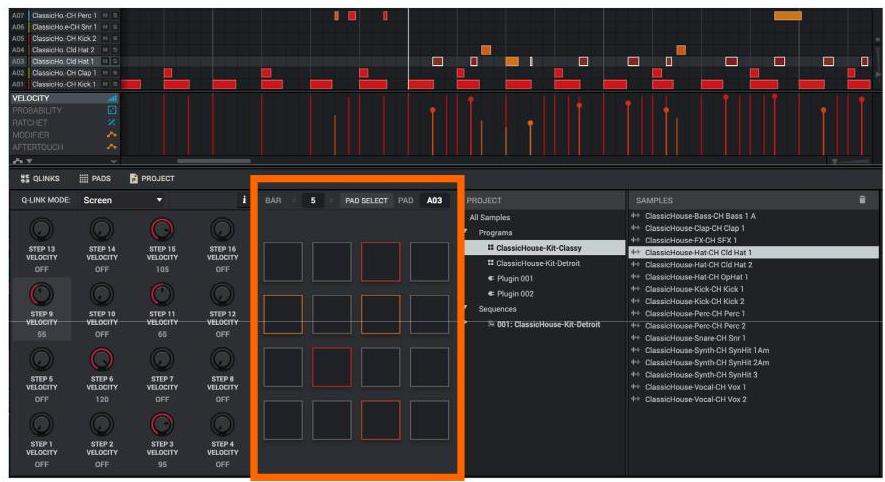 A07 ClassicHo.-CH Perc 1 M S
A06 ClassicHo.e-CH Snr 1 M S
A05 ClassicHo.-CH Kick 2 M S
A04 ClassicHo. Cld Hat 2 M S
A03 ClassicHo. Cld Hat 1 M S
A02 ClassicHo.-CH Clap 1 M S
A01 ClassicHo.-CH Kick 1 M S
VELOCITY
PROBABILITY
RATCHET
MODIFIER
AFTERTOUCH
QLINKS PADS PROJECT
Q-LINK MODE: Screen i
STEP 13 STEP 14 STEP 15 STEP 16
VELOCITY VELOCITY VELOCITY VELOCITY
OFF OFF 105 OFF
STEP 9 STEP 10 STEP 11 STEP 12
VELOCITY VELOCITY VELOCITY VELOCITY
55 OFF 65 OFF
STEP 5 STEP 6 STEP 7 STEP 8
VELOCITY VELOCITY VELOCITY VELOCITY
OFF 120 OFF OFF
STEP 1 STEP 2 STEP 3 STEP 4
VELOCITY VELOCITY VELOCITY VELOCITY
OFF OFF 95 OFF
BAR 5 PAD SELECT PAD A03
PROJECT
All Samples
Programs
ClassicHouse-Kit-Classy
ClassicHouse-Kit-Detroit
Plugin 001
Plugin 002
Sequences
001: ClassicHouse-Kit-Detroit
SAMPLES
ClassicHouse-Bass-CH Bass 1 A
ClassicHouse-Clap-CH Clap 1
ClassicHouse-FX-CH SFX 1
ClassicHouse-Hat-CH Cld Hat 1
ClassicHouse-Hat-CH Cld Hat 2
ClassicHouse-Hat-CH OpHat 1
ClassicHouse-Kick-CH Kick 1
ClassicHouse-Kick-CH Kick 2
ClassicHouse-Perc-CH Perc 1
ClassicHouse-Perc-CH Perc 2
ClassicHouse-Snare-CH Snr 1
ClassicHouse-Synth-CH SynHit 1Am
ClassicHouse-Synth-CH SynHit 2Am
ClassicHouse-Synth-CH SynHit 3
ClassicHouse-Vocal-CH Vox 1
ClassicHouse-Vocal-CH Vox 2